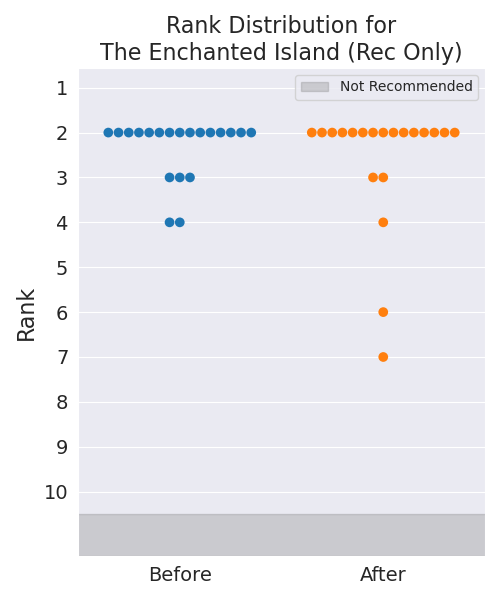 Rank Distribution for
The Enchanted Island (Rec Only)
Not Recommended
1
2
3
4
5
6
7
8
9
10
Rank
Before
After